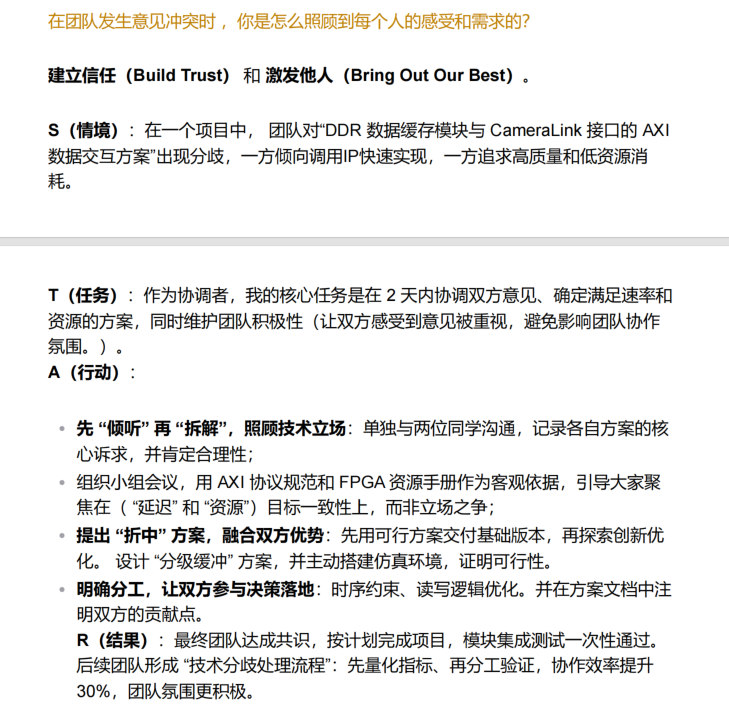 在团队发生意见冲突时 ，你是怎么照顾到每个人的感受和需求的？
建立信任（Build Trust） 和 激发他人（Bring Out Our Best）。
S（情境）：在一个项目中， 团队对“DDR 数据缓存模块与 CameraLink 接口的 AXI
数据交互方案”出现分歧，一方倾向调用IP快速实现，一方追求高质量和低资源消
耗。
T（任务）：作为协调者，我的核心任务是在 2 天内协调双方意见、确定满足速率和
资源的方案，同时维护团队积极性（让双方感受到意见被重视，避免影响团队协作
氛围。）。
A（行动）：
先 “倾听” 再 “拆解”，照顾技术立场：单独与两位同学沟通，记录各自方案的核
心诉求，并肯定合理性；
组织小组会议，用 AXI 协议规范和 FPGA 资源手册作为客观依据，引导大家聚
焦在（ “延迟” 和 “资源”）目标一致性上，而非立场之争；
提出 “折中” 方案，融合双方优势：先用可行方案交付基础版本，再探索创新优
化。 设计 “分级缓冲” 方案，并主动搭建仿真环境，证明可行性。
明确分工，让双方参与决策落地：时序约束、读写逻辑优化。并在方案文档中注
明双方的贡献点。
R（结果）：最终团队达成共识，按计划完成项目，模块集成测试一次性通过。
后续团队形成 “技术分歧处理流程”：先量化指标、再分工验证，协作效率提升
30%，团队氛围更积极。